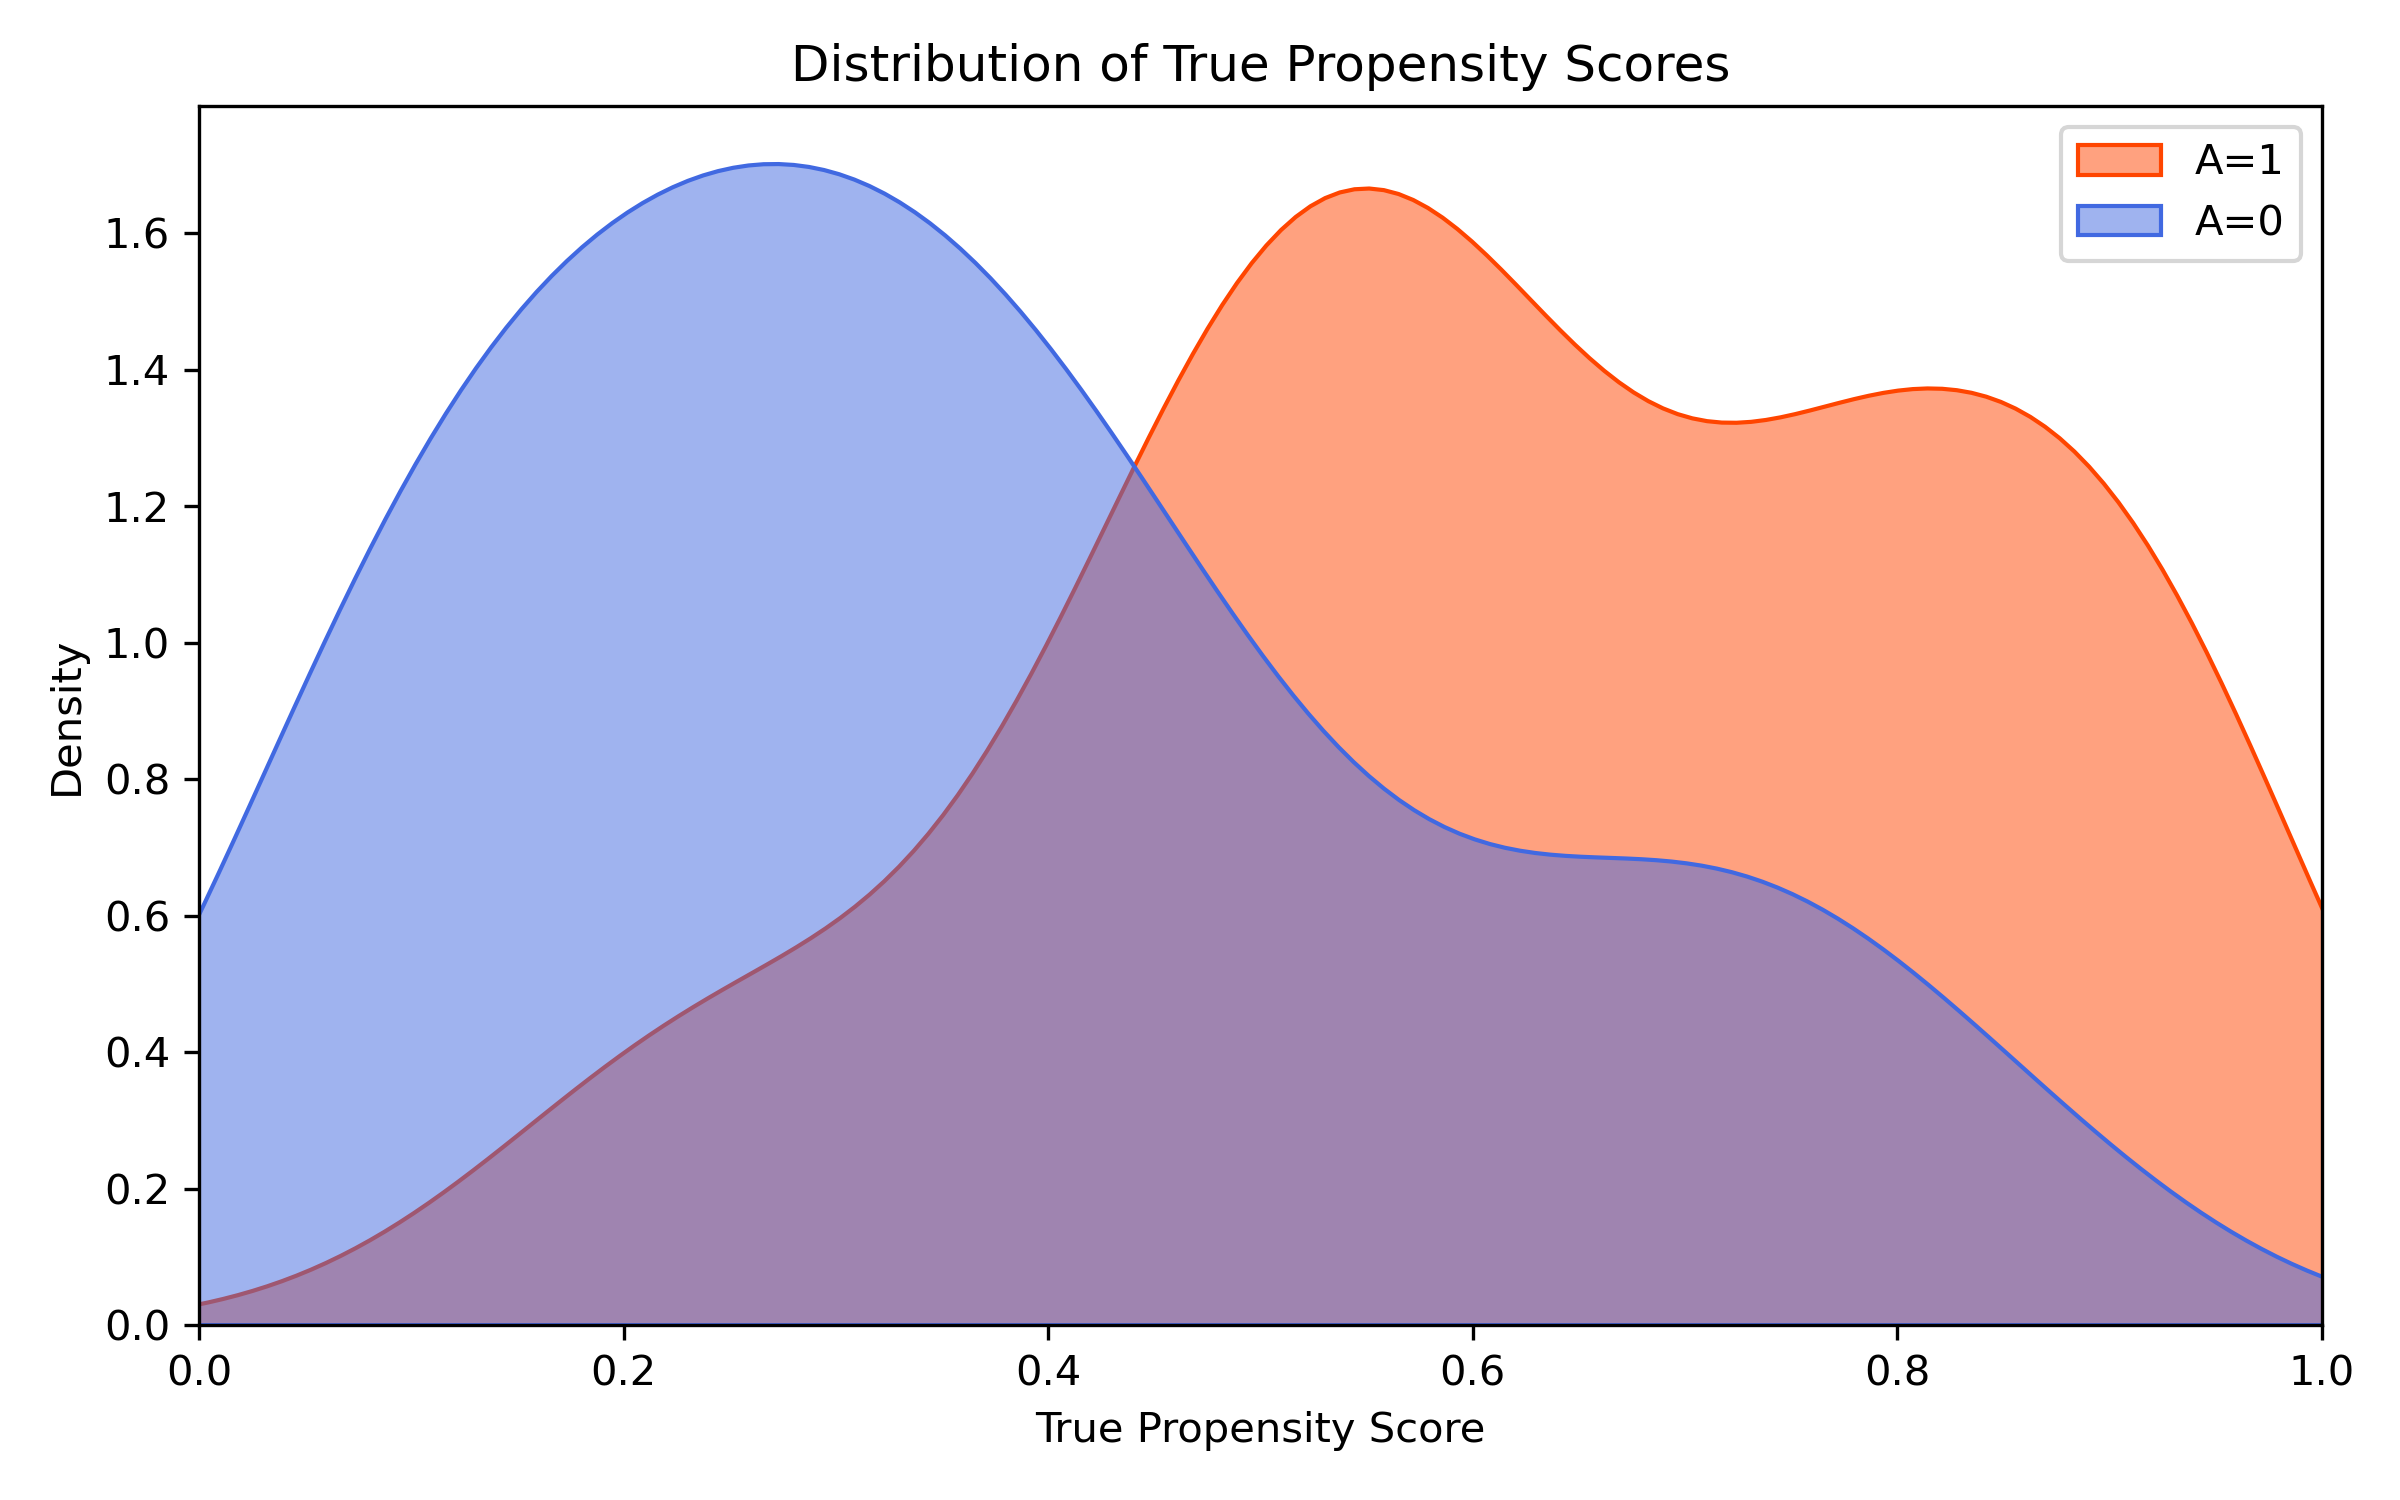 Distribution of True Propensity Scores
A=1
A=0
Density
1.6
1.4
1.2
1.0
0.8
0.6
0.4
0.2
0.0
0.0 0.2 0.4 0.6 0.8 1.0
True Propensity Score